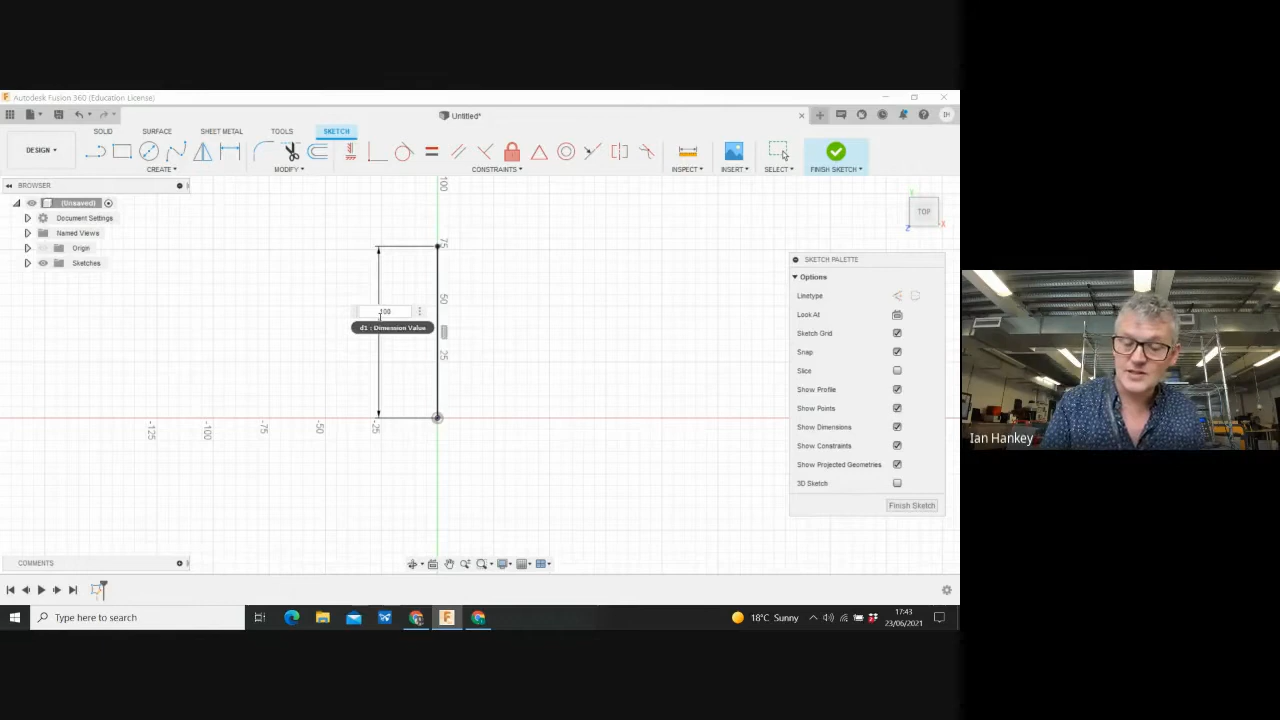 Autodesk Fusion 360 (Education License)
Untitled*
IH
SOLID SURFACE SHEET METAL TOOLS SKETCH
DESIGN
CREATE MODIFY CONSTRAINTS INSPECT INSERT SELECT FINISH SKETCH
BROWSER
(Unsaved)
Document Settings
Named Views
Origin
Sketches
100
75
50
25
100
d1 : Dimension Value
-125
-100
-75
-50
-25
TOP
Y
X
Z
SKETCH PALETTE
Options
Linetype
Look At
Sketch Grid
Snap
Slice
Show Profile
Show Points
Show Dimensions
Show Constraints
Show Projected Geometries
3D Sketch
Finish Sketch
Ian Hankey
COMMENTS
Type here to search
18°C Sunny
17:43
23/06/2021